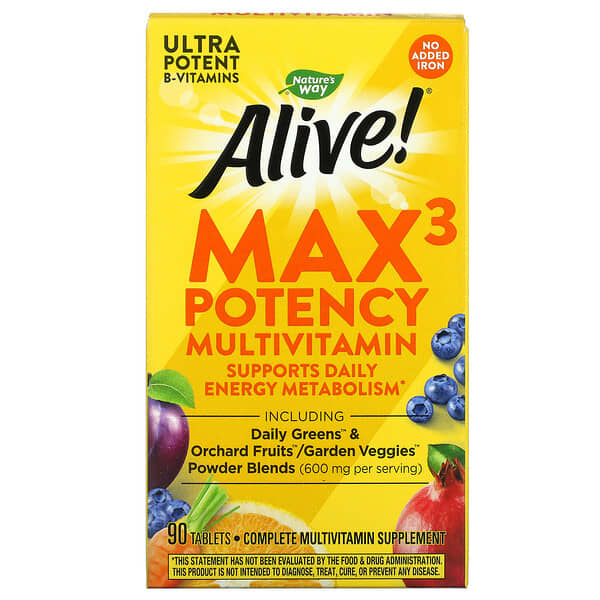 ULTRA
POTENT
B-VITAMINS
NO
ADDED
IRON
Nature's
Way
Alive!®
MAX³
POTENCY
MULTIVITAMIN
SUPPORTS DAILY
ENERGY METABOLISM*
INCLUDING
Daily Greens™ &
Orchard Fruits™/Garden Veggies™
Powder Blends (600 mg per serving)
90 TABLETS • COMPLETE MULTIVITAMIN SUPPLEMENT
*THIS STATEMENT HAS NOT BEEN EVALUATED BY THE FOOD & DRUG ADMINISTRATION.
THIS PRODUCT IS NOT INTENDED TO DIAGNOSE, TREAT, CURE, OR PREVENT ANY DISEASE.